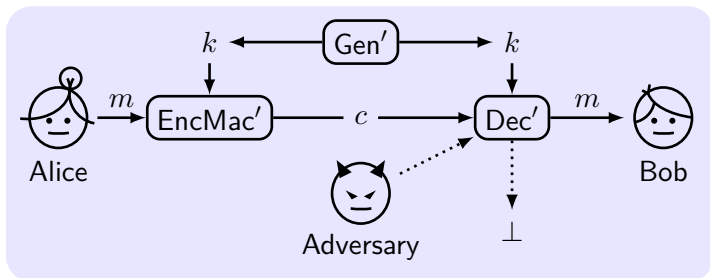 k Gen′ k
m EncMac′ c Dec′ m
Alice Bob
Adversary ⊥